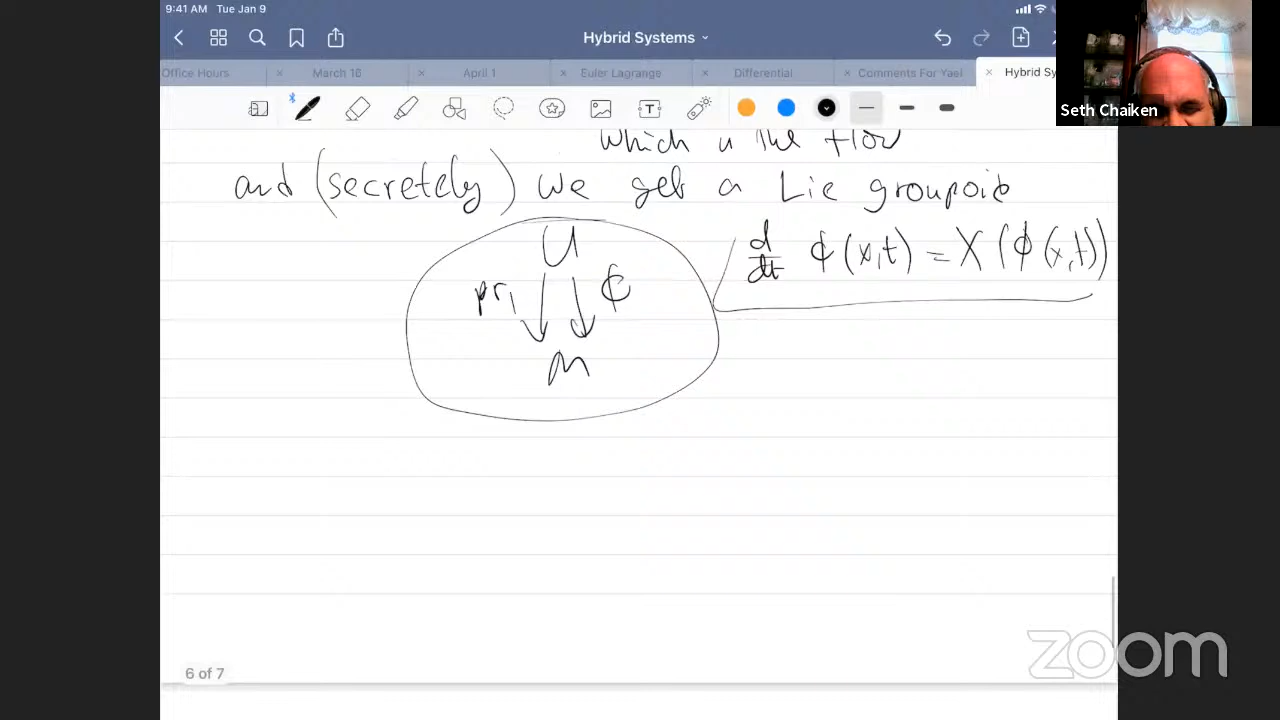 9:41 AM Tue Jan 9
Hybrid Systems
Office Hours
March 16
April 1
Euler Lagrange
Differential
Comments For Yael
Hybrid Sy
Seth Chaiken
which is the flow
and (secretely) we get a Lie groupoid
U
d/dt ϕ(x,t) = X(ϕ(x,t))
pr₁ ϕ
M
6 of 7
zoom